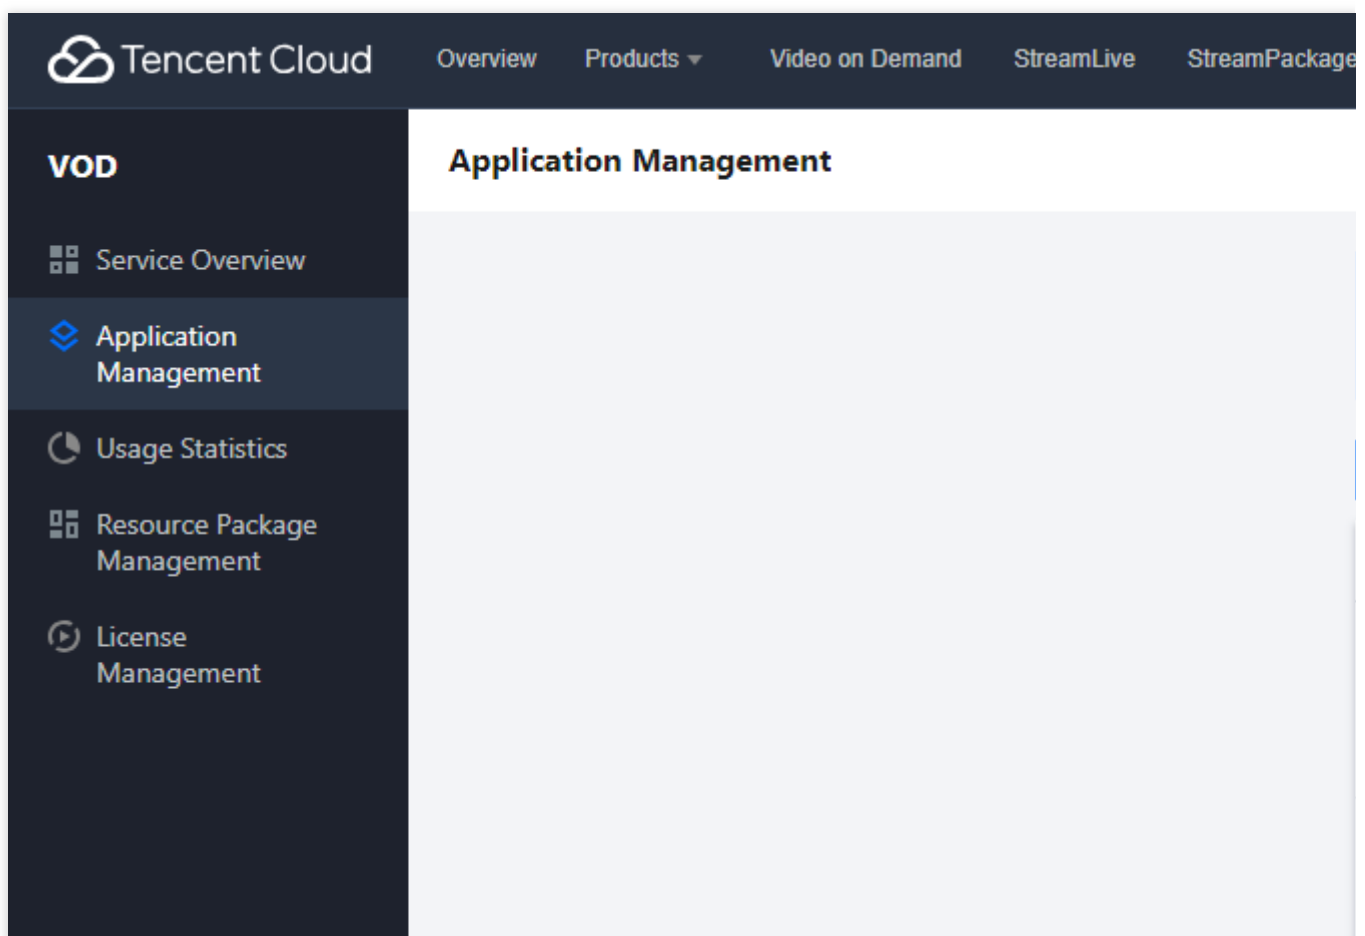 Tencent Cloud Overview Products Video on Demand StreamLive StreamPackage
VOD
Application Management
Service Overview
Application
Management
Usage Statistics
Resource Package
Management
License
Management